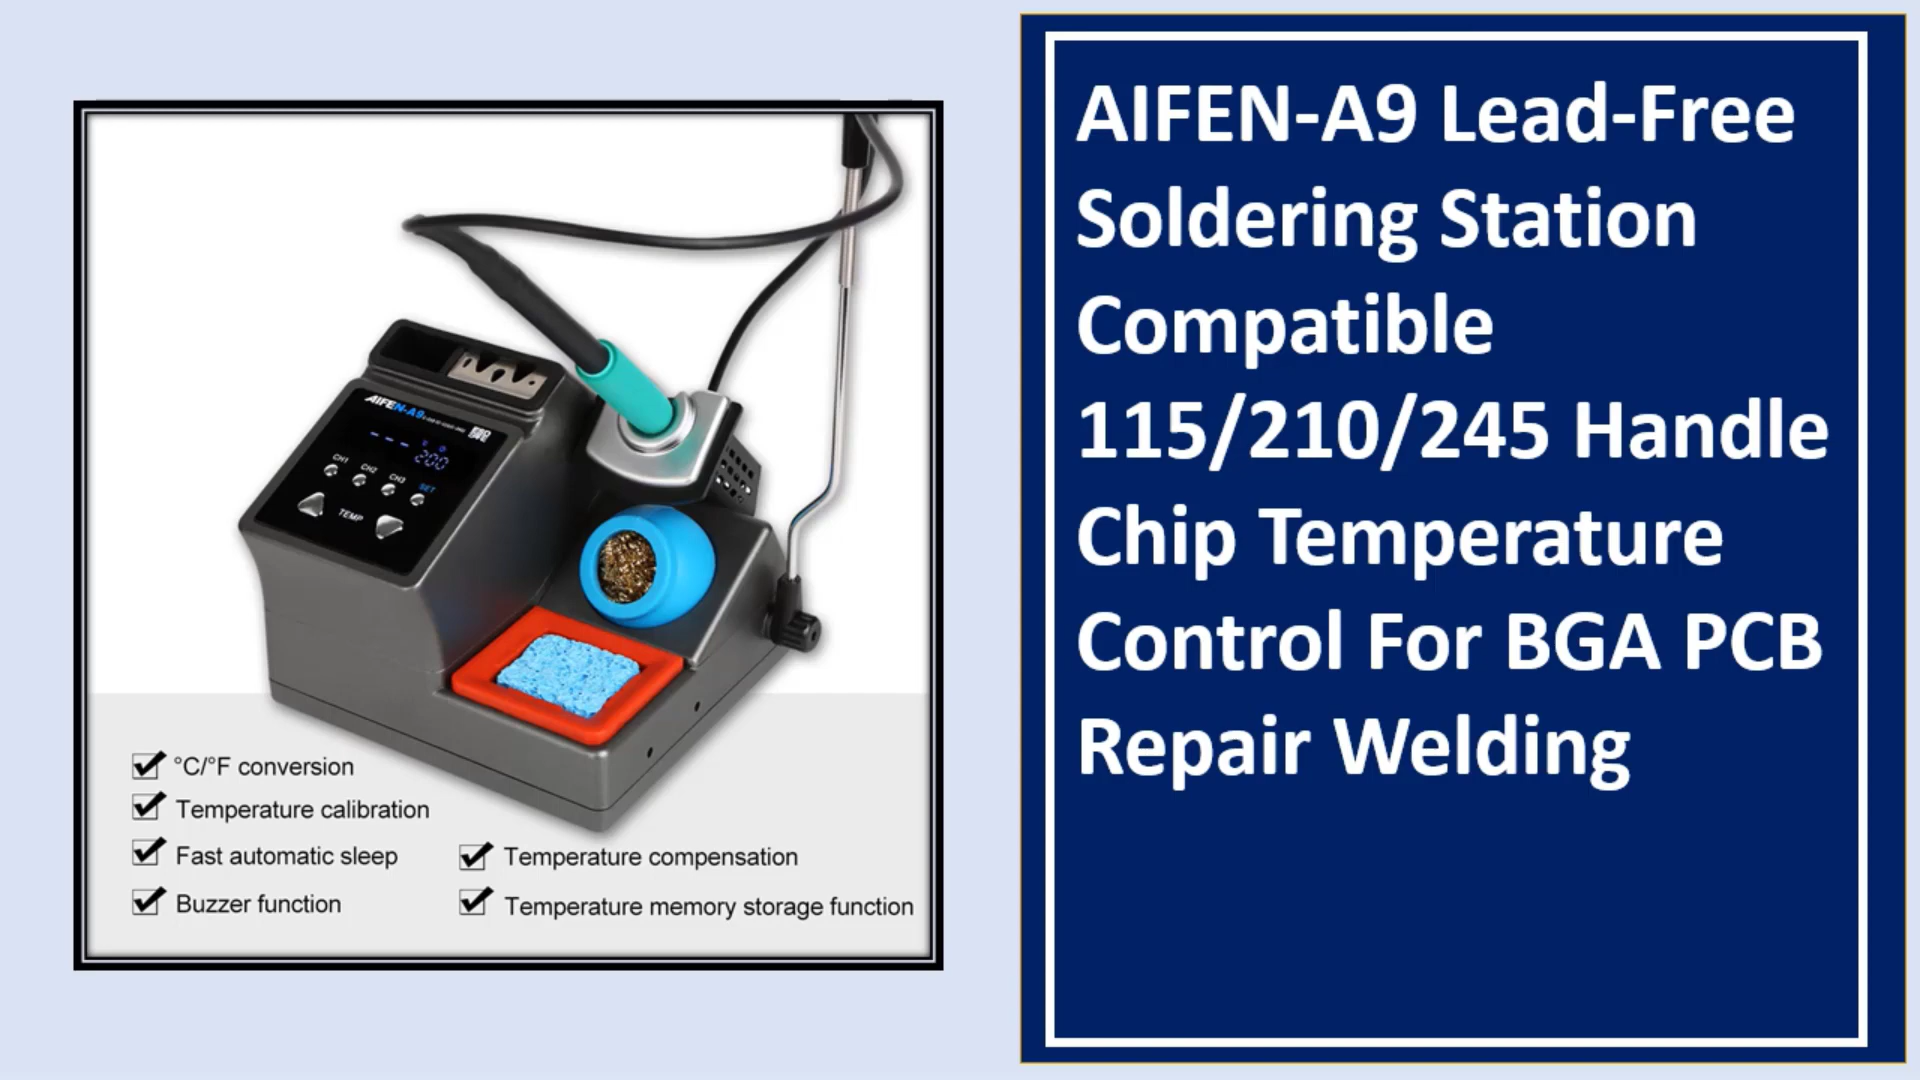 AIFEN-A9
200
CH1
CH2
CH3
SET
TEMP
°C/°F conversion
Temperature calibration
Fast automatic sleep
Buzzer function
Temperature compensation
Temperature memory storage function
AIFEN-A9 Lead-Free
Soldering Station
Compatible
115/210/245 Handle
Chip Temperature
Control For BGA PCB
Repair Welding